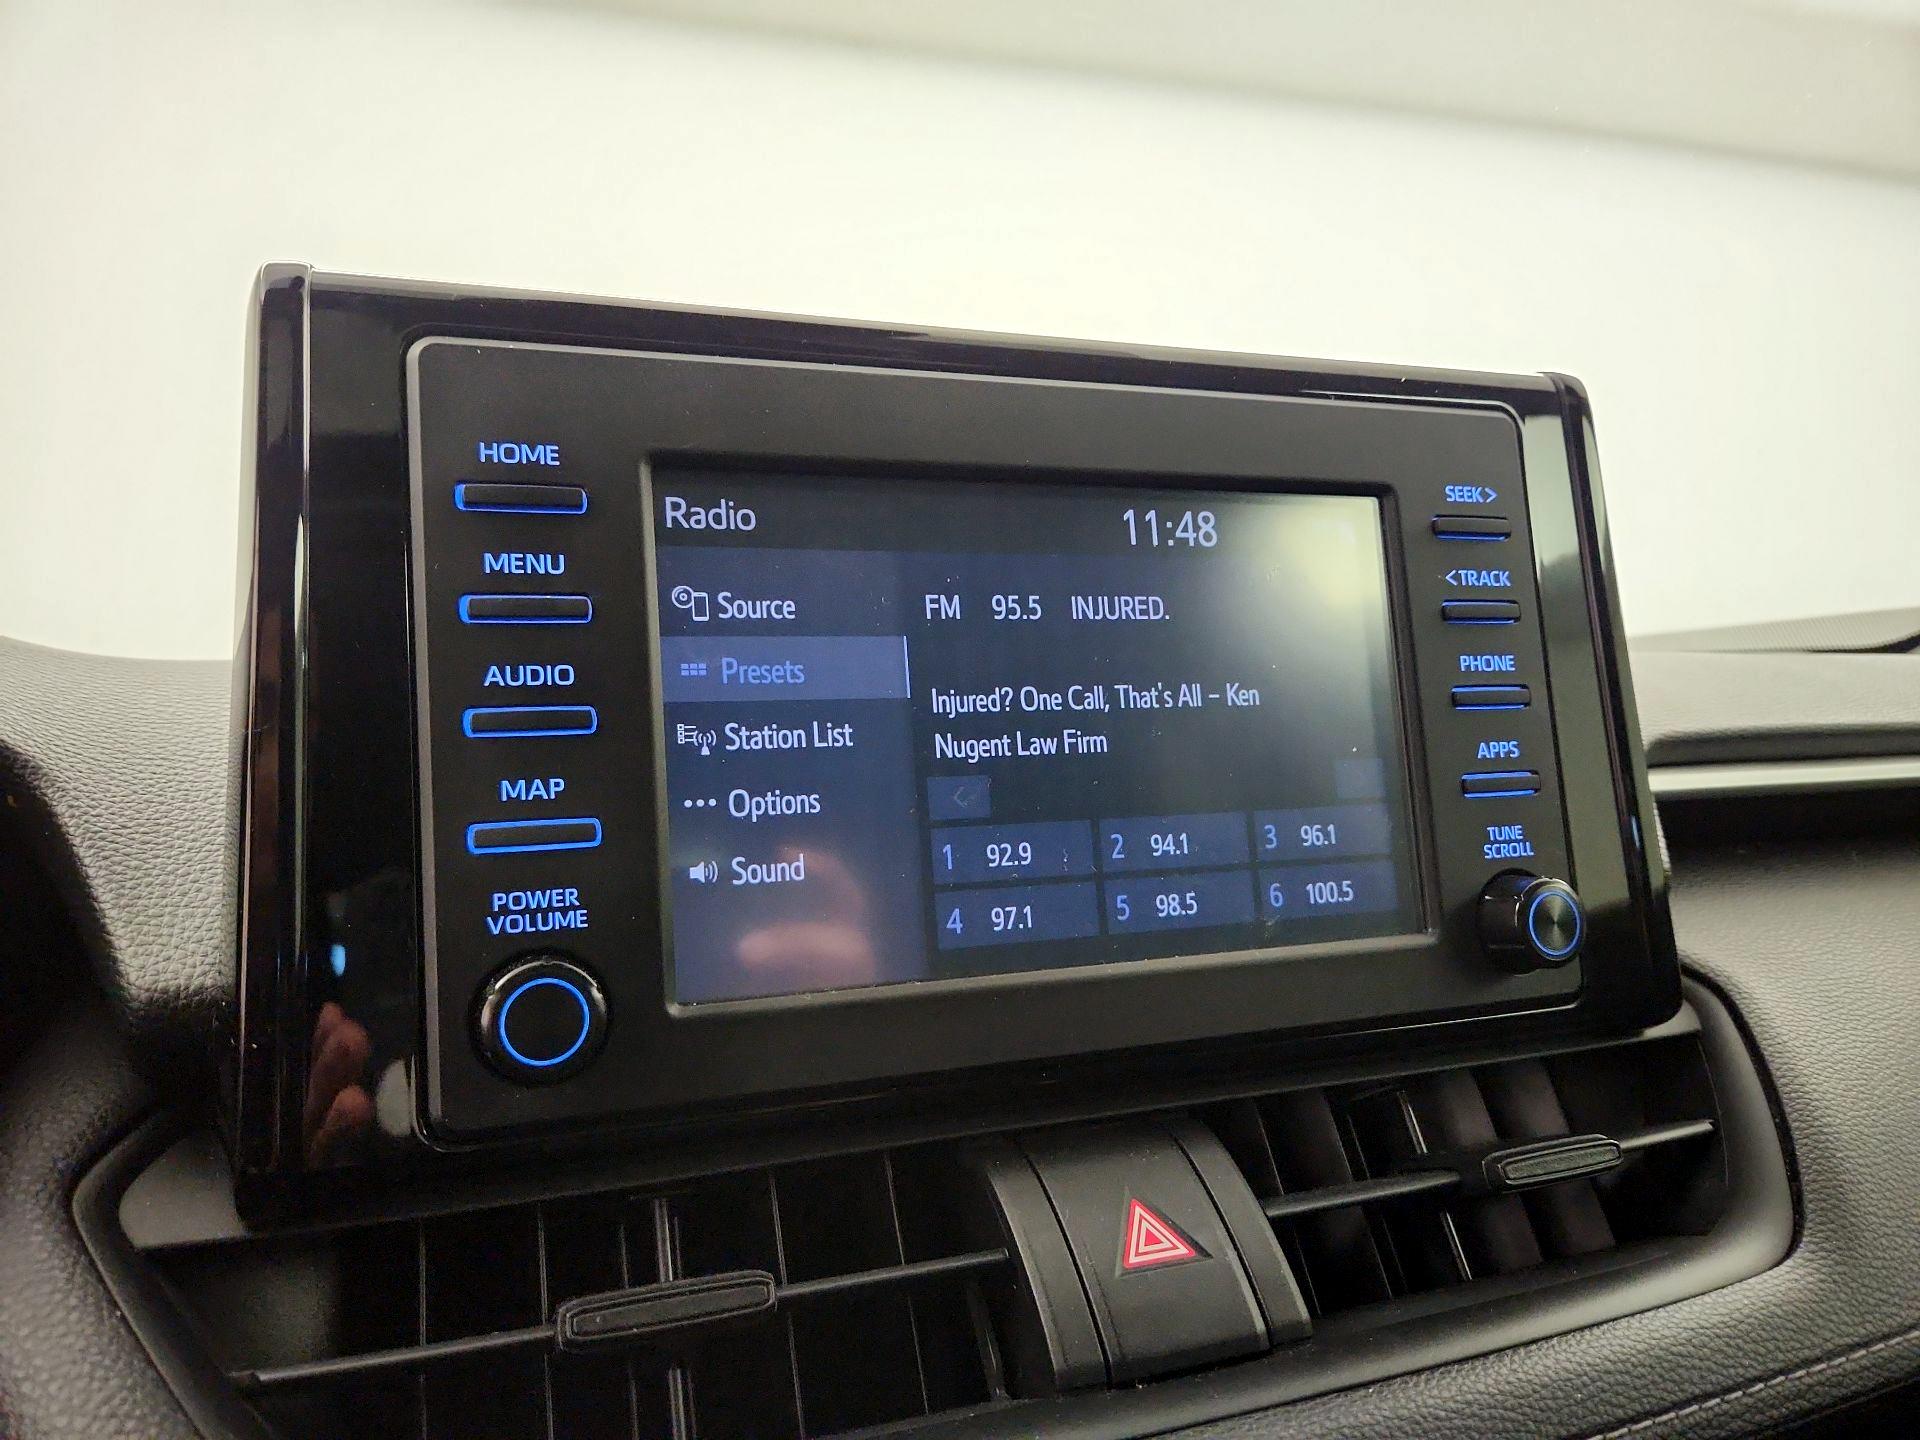 HOME
MENU
AUDIO
MAP
POWER
VOLUME
Radio
11:48
Source
Presets
Station List
Options
Sound
FM 95.5 INJURED.
Injured? One Call, That's All – Ken
Nugent Law Firm
<
1 92.9
2 94.1
3 96.1
4 97.1
5 98.5
6 100.5
SEEK>
<TRACK
PHONE
APPS
TUNE
SCROLL